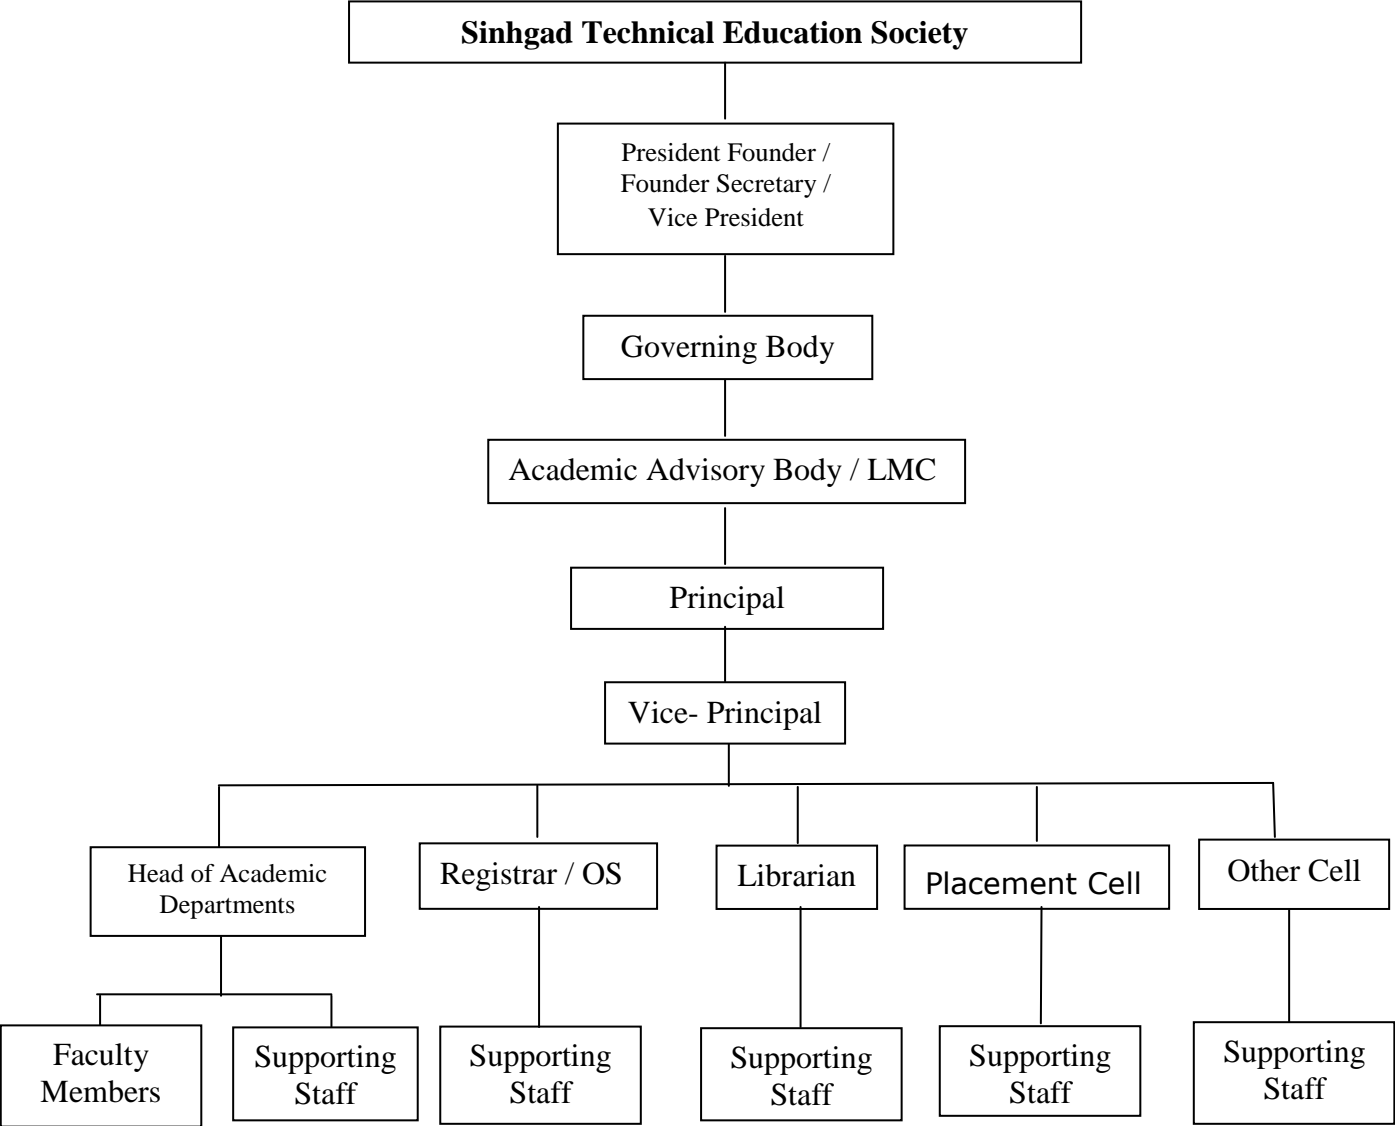 Sinhgad Technical Education Society
President Founder /
Founder Secretary /
Vice President
Governing Body
Academic Advisory Body / LMC
Principal
Vice- Principal
Head of Academic
Departments
Registrar / OS
Librarian
Placement Cell
Other Cell
Faculty
Members
Supporting
Staff
Supporting
Staff
Supporting
Staff
Supporting
Staff
Supporting
Staff